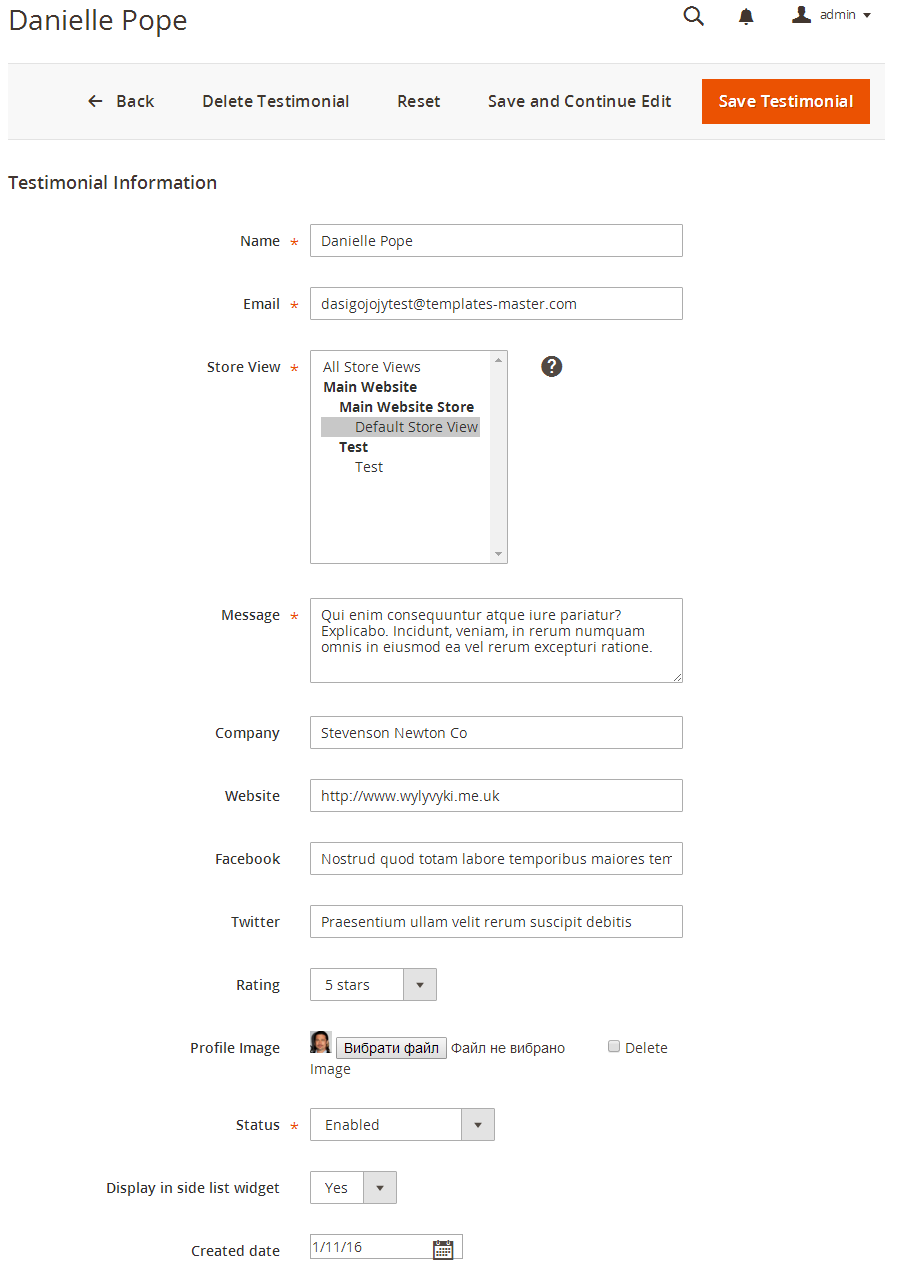 Danielle Pope
admin
Back Delete Testimonial Reset Save and Continue Edit Save Testimonial
Testimonial Information
Name * Danielle Pope
Email * dasigojojytest@templates-master.com
Store View * All Store Views
Main Website
Main Website Store
Default Store View
Test
Test
Message * Qui enim consequuntur atque iure pariatur?
Explicabo. Incidunt, veniam, in rerum numquam
omnis in eiusmod ea vel rerum excepturi ratione.
Company Stevenson Newton Co
Website http://www.wylyvyki.me.uk
Facebook Nostrud quod totam labore temporibus maiores tem
Twitter Praesentium ullam velit rerum suscipit debitis
Rating 5 stars
Profile Image Вибрати файл Файл не вибрано Delete
Image
Status * Enabled
Display in side list widget Yes
Created date 1/11/16